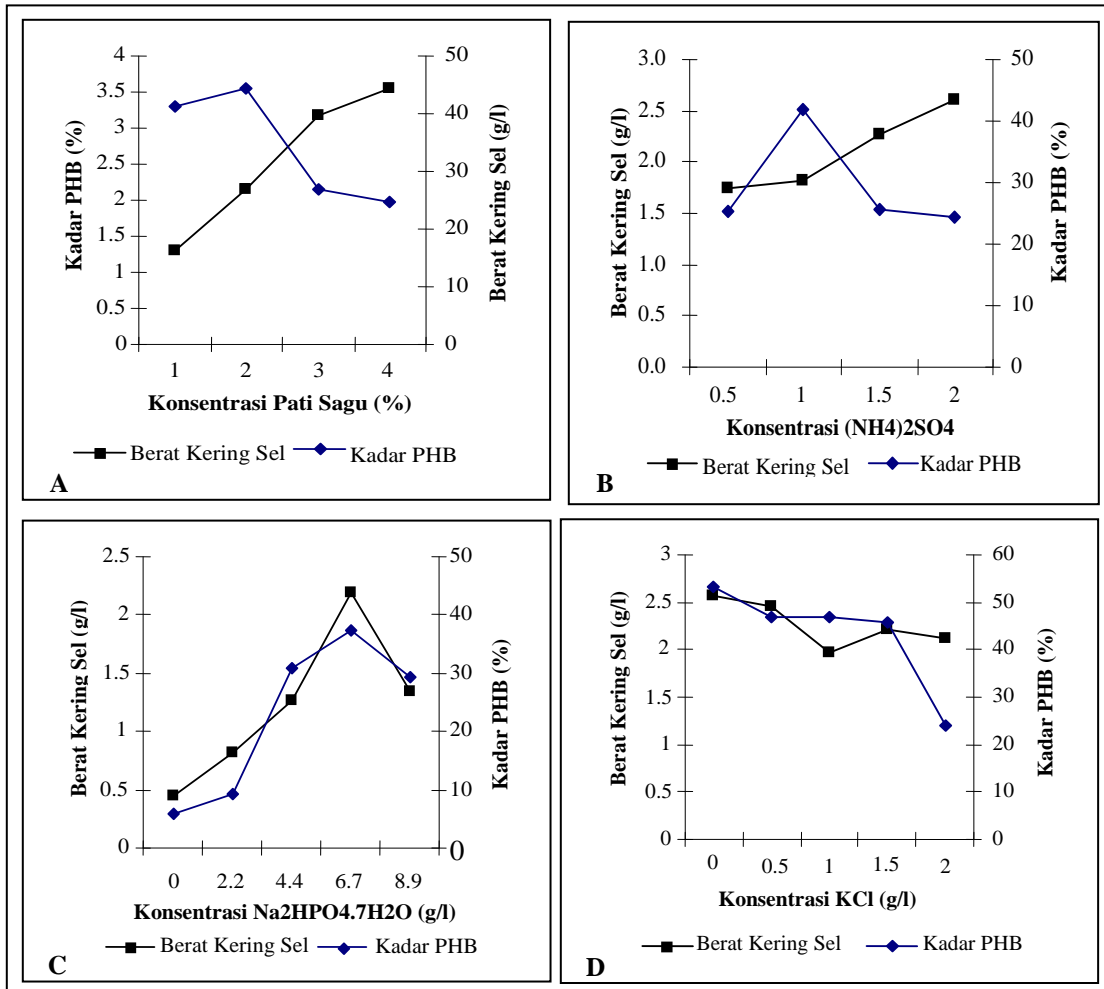 4
3.5
3
2.5
2
1.5
1
0.5
0
Kadar PHB (%)
50
40
30
20
10
0
Berat Kering Sel (g/l)
1 2 3 4
Konsentrasi Pati Sagu (%)
Berat Kering Sel Kadar PHB
A
3.0
2.5
2.0
1.5
1.0
0.5
0.0
Berat Kering Sel (g/l)
50
40
30
20
10
0
Kadar PHB (%)
0.5 1 1.5 2
Konsentrasi (NH4)2SO4
Berat Kering Sel Kadar PHB
B
2.5
2
1.5
1
0.5
0
Berat Kering Sel (g/l)
50
40
30
20
10
0
Kadar PHB (%)
0 2.2 4.4 6.7 8.9
Konsentrasi Na2HPO4.7H2O (g/l)
Berat Kering Sel Kadar PHB
C
3
2.5
2
1.5
1
0.5
0
Berat Kering Sel (g/l)
60
50
40
30
20
10
0
Kadar PHB (%)
0 0.5 1 1.5 2
Konsentrasi KCl (g/l)
Berat Kering Sel Kadar PHB
D